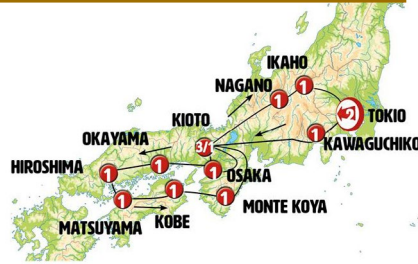 IKAHO
NAGANO
1
1
KIOTO
2
TOKIO
1
KAWAGUCHIKO
OKAYAMA
3/1
HIROSHIMA
1
1
1
OSAKA
1
1
1
MONTE KOYA
MATSUYAMA
KOBE